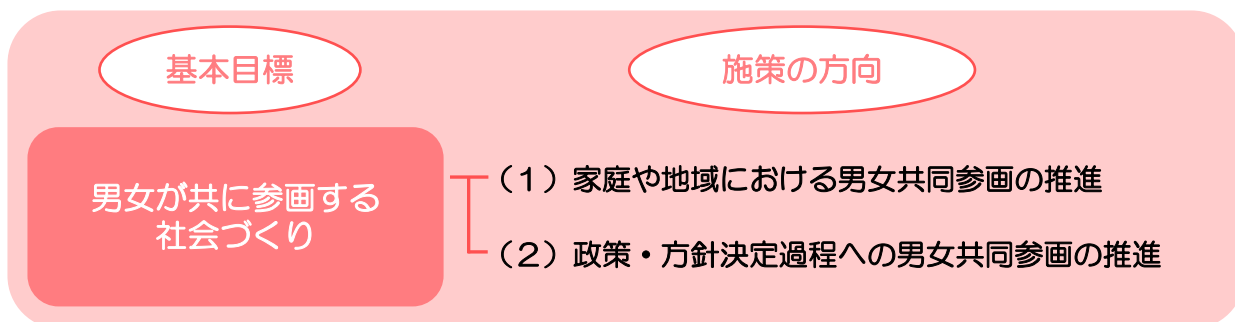 基本目標
施策の方向
男女が共に参画する
社会づくり
（１）家庭や地域における男女共同参画の推進
（２）政策・方針決定過程への男女共同参画の推進